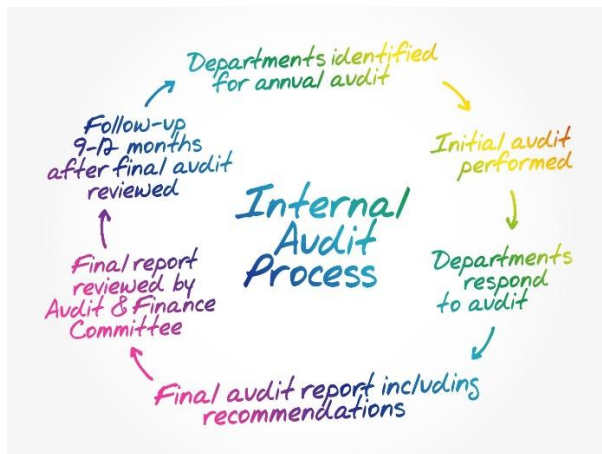 Departments identified
for annual audit
Initial audit
performed
Departments
respond
to audit
Final audit report including
recommendations
Final report
reviewed by
Audit & Finance
Committee
Follow-up
9-12 months
after final audit
reviewed
Internal
Audit
Process